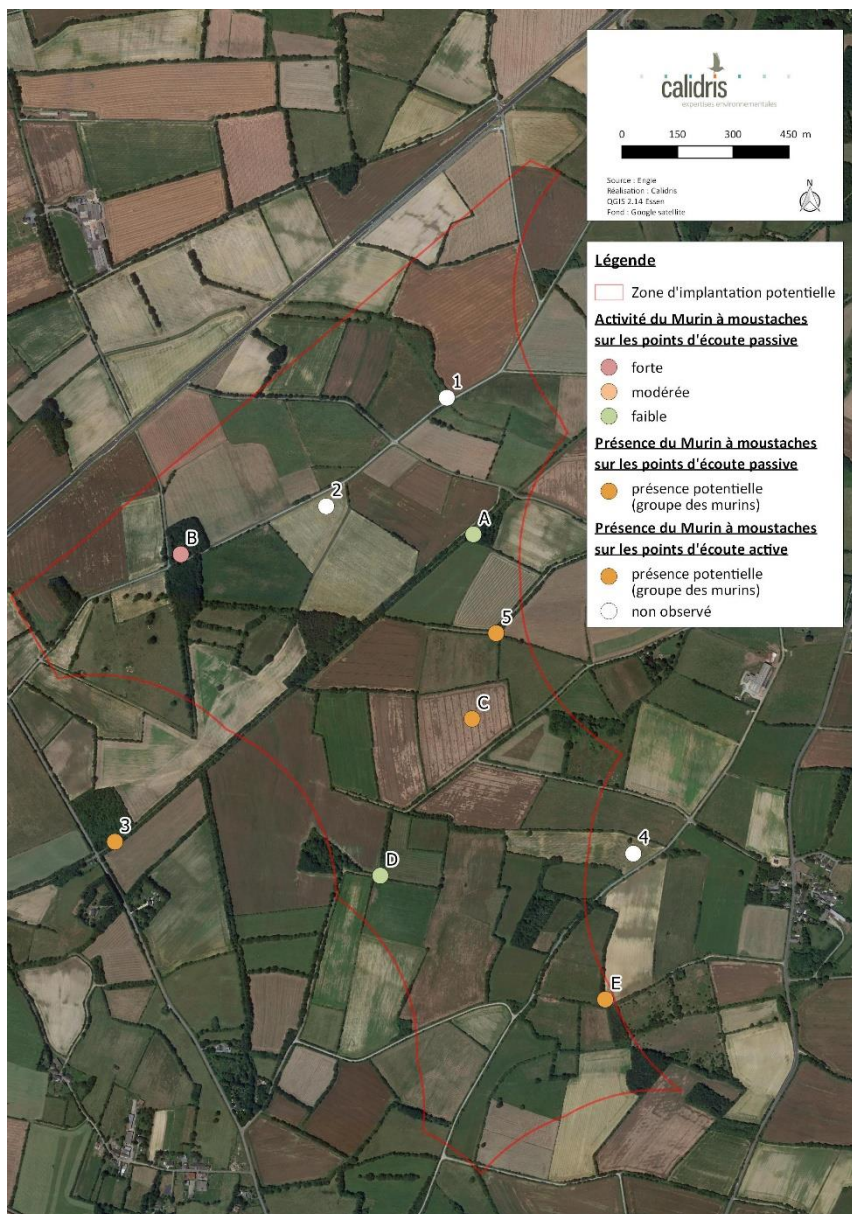 calidris
expertises environnementales
0 150 300 450 m
Source : Engie
Réalisation : Calidris
QGIS 2.14 Essen
Fond : Google satellite
N
Légende
Zone d'implantation potentielle
Activité du Murin à moustaches
sur les points d'écoute passive
forte
modérée
faible
Présence du Murin à moustaches
sur les points d'écoute passive
présence potentielle
(groupe des murins)
Présence du Murin à moustaches
sur les points d'écoute active
présence potentielle
(groupe des murins)
non observé
1
2
A
B
5
C
3
4
D
E